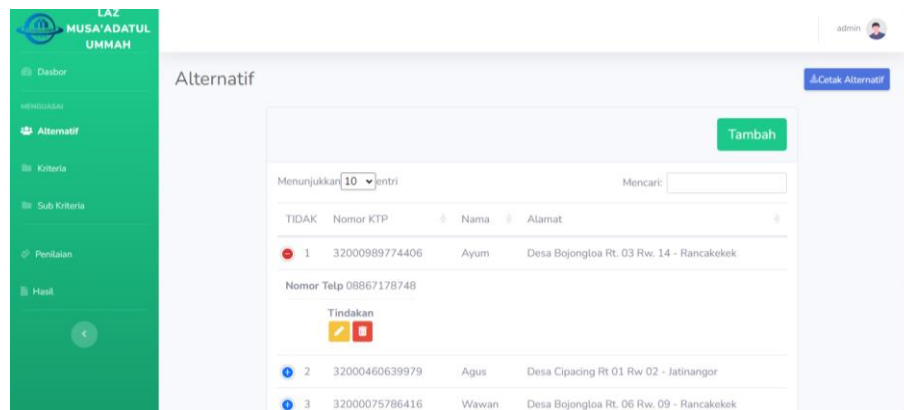 LAZ
MUSA'ADATUL
UMMAH
admin
Dasbor
MENGUASAI
Alternatif
Kriteria
Sub Kriteria
Penilaian
Hasil
Alternatif
Cetak Alternatif
Tambah
Menunjukkan 10 entri
Mencari:
TIDAK Nomor KTP Nama Alamat
1 32000989774406 Ayum Desa Bojongloa Rt. 03 Rw. 14 - Rancakekek
Nomor Telp 08867178748
Tindakan
2 32000460639979 Agus Desa Cipacing Rt 01 Rw 02 - Jatinangor
3 32000075786416 Wawan Desa Bojongloa Rt. 06 Rw. 09 - Rancakekek